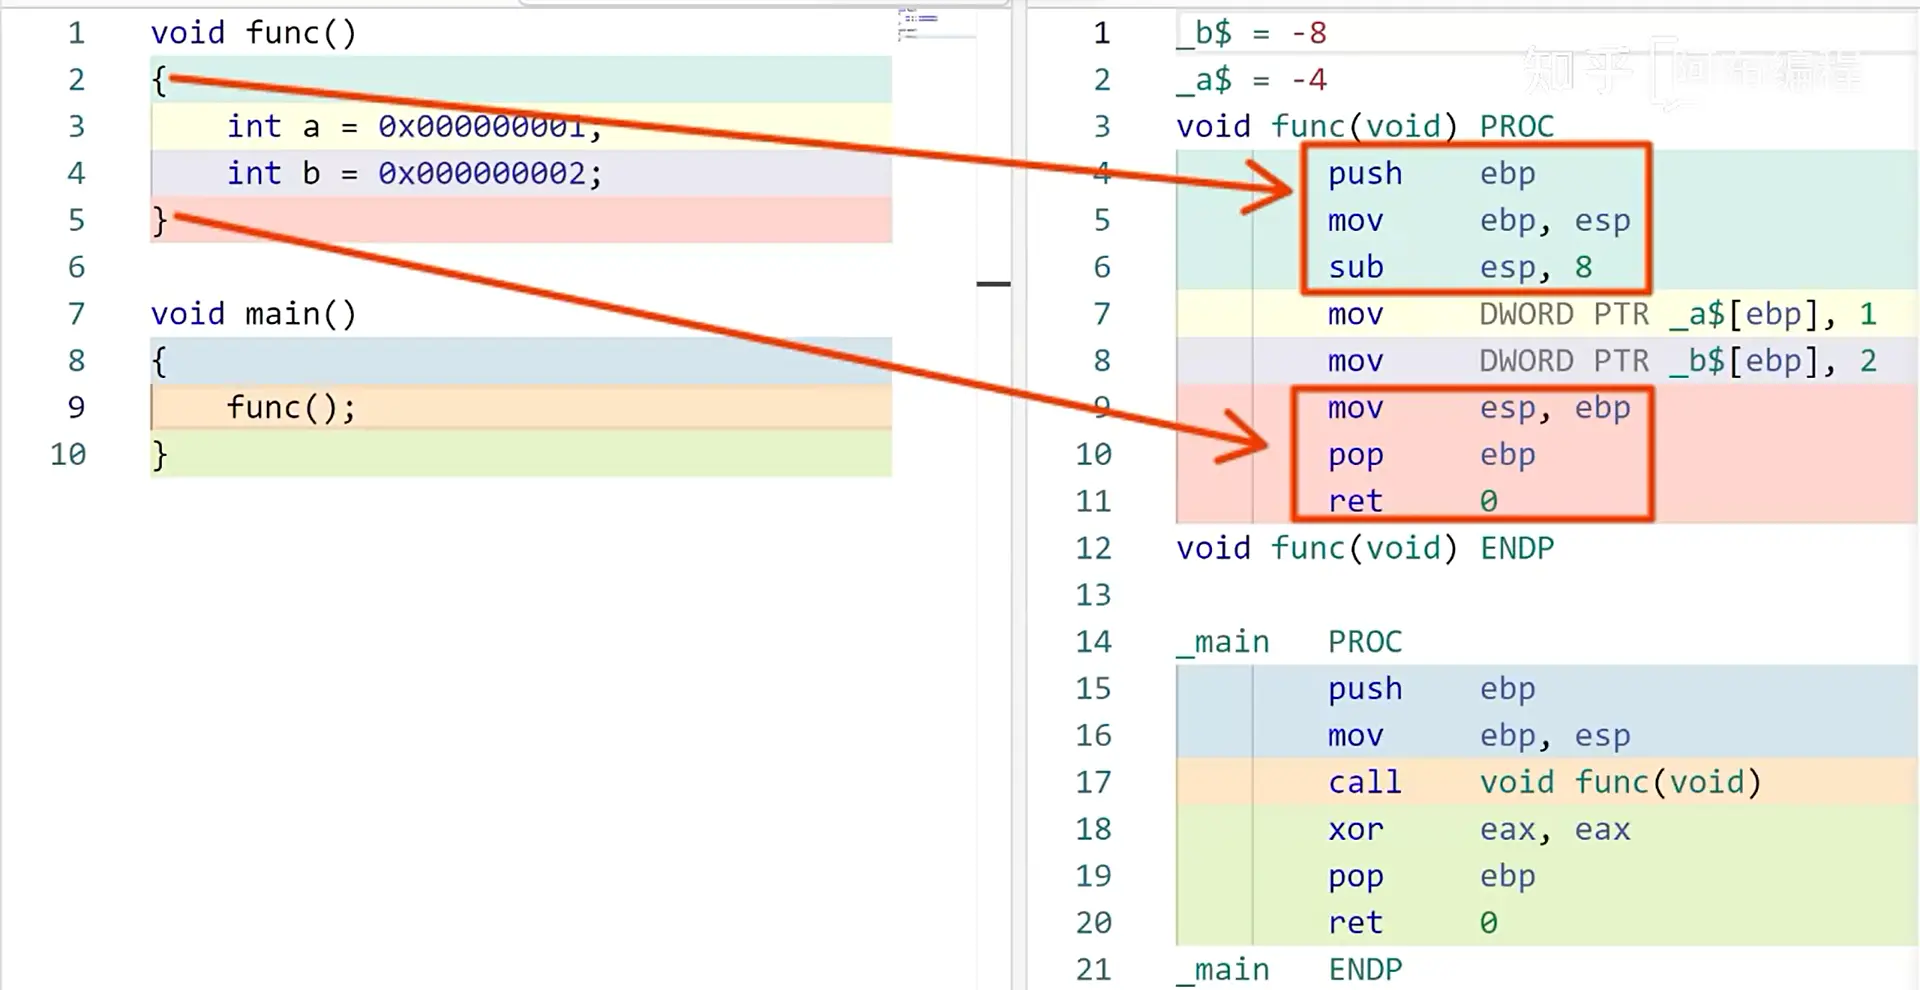 1 void func()
2 {
3 int a = 0x000000001;
4 int b = 0x000000002;
5 }
6
7 void main()
8 {
9 func();
10 }
1 _b$ = -8
2 _a$ = -4
3 void func(void) PROC
4 push ebp
5 mov ebp, esp
6 sub esp, 8
7 mov DWORD PTR _a$[ebp], 1
8 mov DWORD PTR _b$[ebp], 2
9 mov esp, ebp
10 pop ebp
11 ret 0
12 void func(void) ENDP
13
14 _main PROC
15 push ebp
16 mov ebp, esp
17 call void func(void)
18 xor eax, eax
19 pop ebp
20 ret 0
21 _main ENDP
知乎 阿布编程